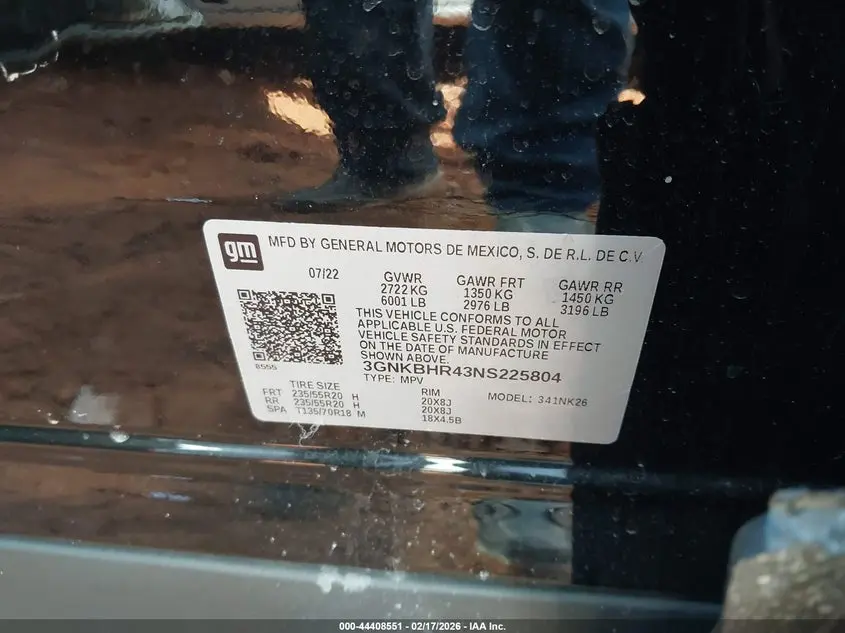 gm MFD BY GENERAL MOTORS DE MEXICO, S. DE R.L. DE C.V.
07/22 GVWR GAWR FRT GAWR RR
2722 KG 1350 KG 1450 KG
6001 LB 2976 LB 3196 LB
THIS VEHICLE CONFORMS TO ALL
APPLICABLE U.S. FEDERAL MOTOR
VEHICLE SAFETY STANDARDS IN EFFECT
ON THE DATE OF MANUFACTURE
SHOWN ABOVE.
8555
3GNKBHR43NS225804
TYPE: MPV
MODEL: 341NK26
TIRE SIZE RIM
FRT 235/55R20 H 20X8J
RR 235/55R20 H 20X8J
SPA T135/70R18 M 18X4.5B
000-44408551 | 02/17/2026 | IAA Inc.